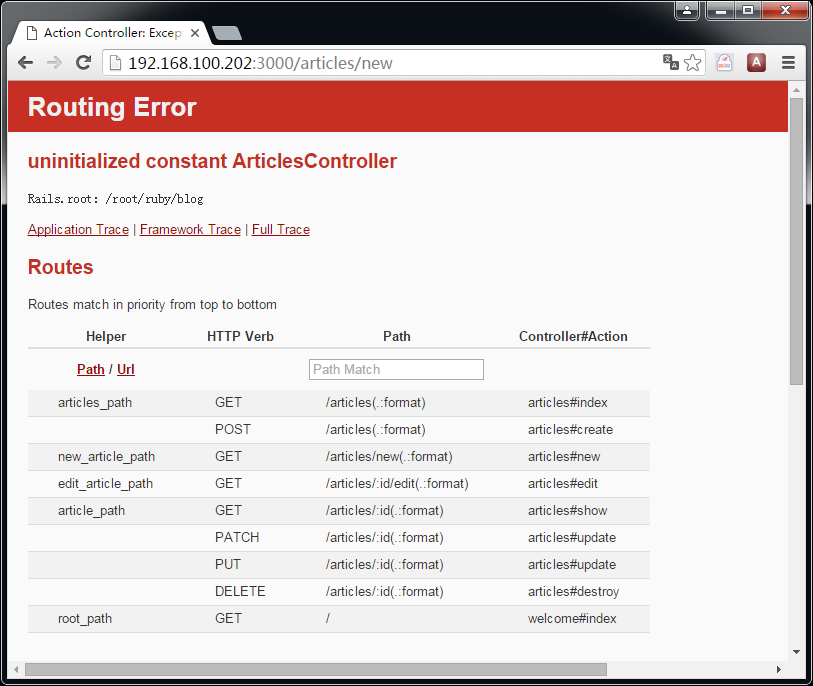 Action Controller: Excep
192.168.100.202:3000/articles/new
Routing Error
uninitialized constant ArticlesController
Rails.root: /root/ruby/blog
Application Trace | Framework Trace | Full Trace
Routes
Routes match in priority from top to bottom
Helper HTTP Verb Path Controller#Action
Path / Url Path Match
articles_path GET /articles(.:format) articles#index
POST /articles(.:format) articles#create
new_article_path GET /articles/new(.:format) articles#new
edit_article_path GET /articles/:id/edit(.:format) articles#edit
article_path GET /articles/:id(.:format) articles#show
PATCH /articles/:id(.:format) articles#update
PUT /articles/:id(.:format) articles#update
DELETE /articles/:id(.:format) articles#destroy
root_path GET / welcome#index